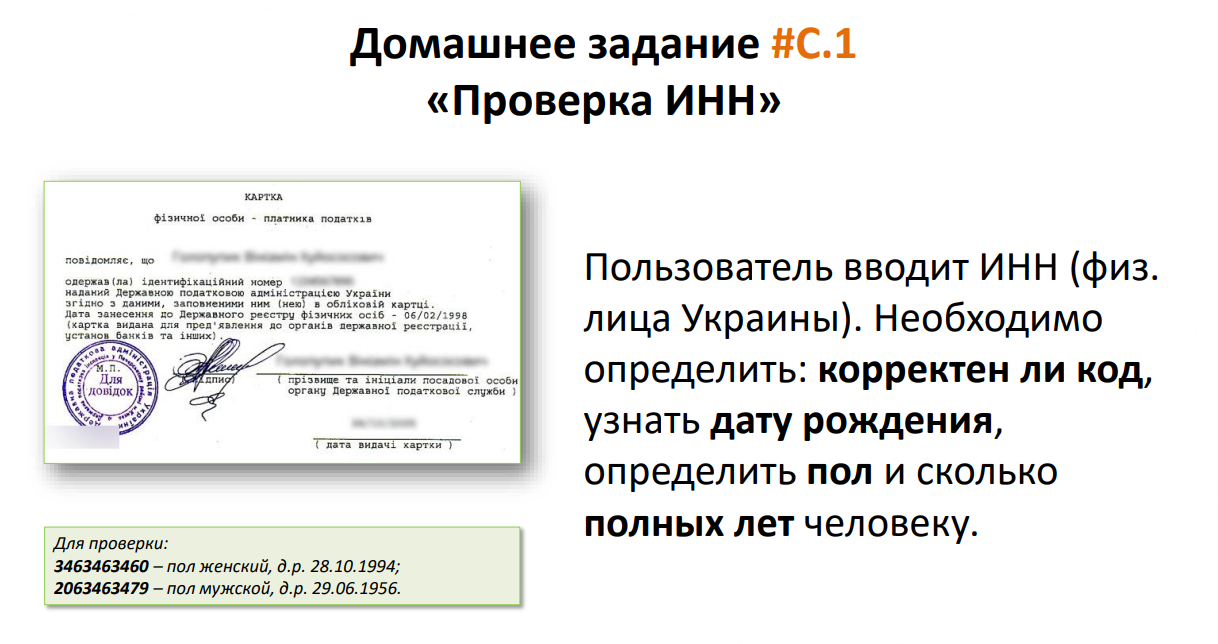 Домашнее задание #C.1
«Проверка ИНН»
КАРТКА
фізичної особи - платника податків
повідомляє, що
одержав(ла) ідентифікаційний номер
наданий Державною податковою адміністрацією України
згідно з даними, заповненими ним (нею) в обліковій картці.
Дата занесення до Державного реєстру фізичних осіб - 06/02/1998
(картка видана для пред'явлення до органів державної реєстрації,
установ банків та інших).
М.П.
Для
довідок
( прізвище та ініціали посадової особи
органу Державної податкової служби )
( дата видачі картки )
Пользователь вводит ИНН (физ.
лица Украины). Необходимо
определить: корректен ли код,
узнать дату рождения,
определить пол и сколько
полных лет человеку.
Для проверки:
3463463460 – пол женский, д.р. 28.10.1994;
2063463479 – пол мужской, д.р. 29.06.1956.